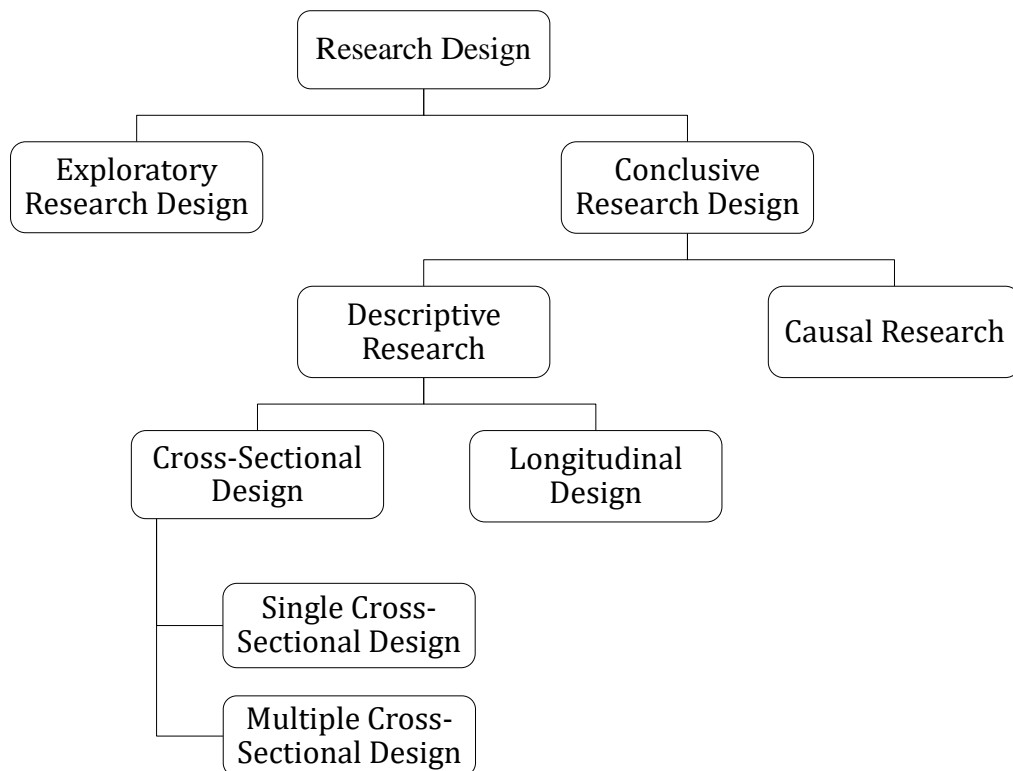 Research Design
Exploratory
Research Design
Conclusive
Research Design
Descriptive
Research
Causal Research
Cross-Sectional
Design
Longitudinal
Design
Single Cross-
Sectional Design
Multiple Cross-
Sectional Design